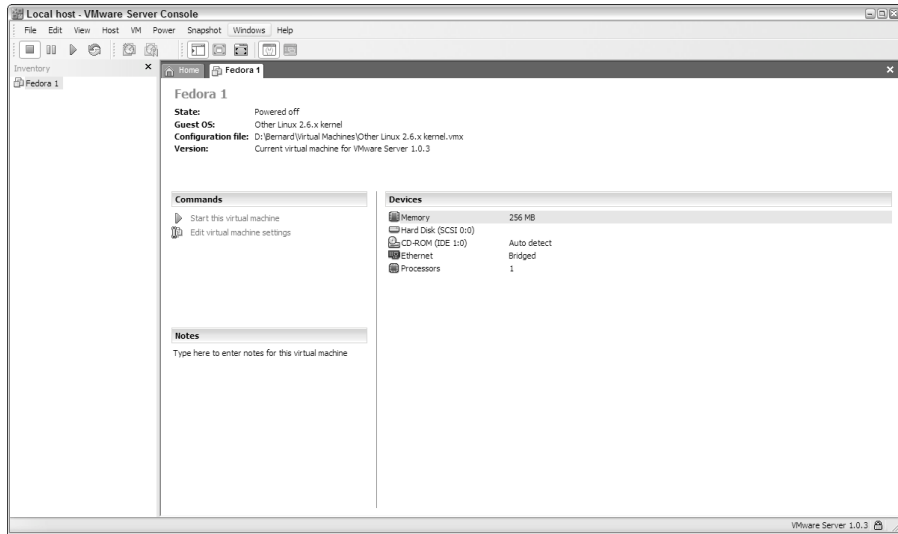 Local host - VMware Server Console
File Edit View Host VM Power Snapshot Windows Help
Inventory
Fedora 1
Home
Fedora 1
Fedora 1
State: Powered off
Guest OS: Other Linux 2.6.x kernel
Configuration file: D:\Bernard\Virtual Machines\Other Linux 2.6.x kernel.vmx
Version: Current virtual machine for VMware Server 1.0.3
Commands
Start this virtual machine
Edit virtual machine settings
Devices
Memory 256 MB
Hard Disk (SCSI 0:0)
CD-ROM (IDE 1:0) Auto detect
Ethernet Bridged
Processors 1
Notes
Type here to enter notes for this virtual machine
VMware Server 1.0.3